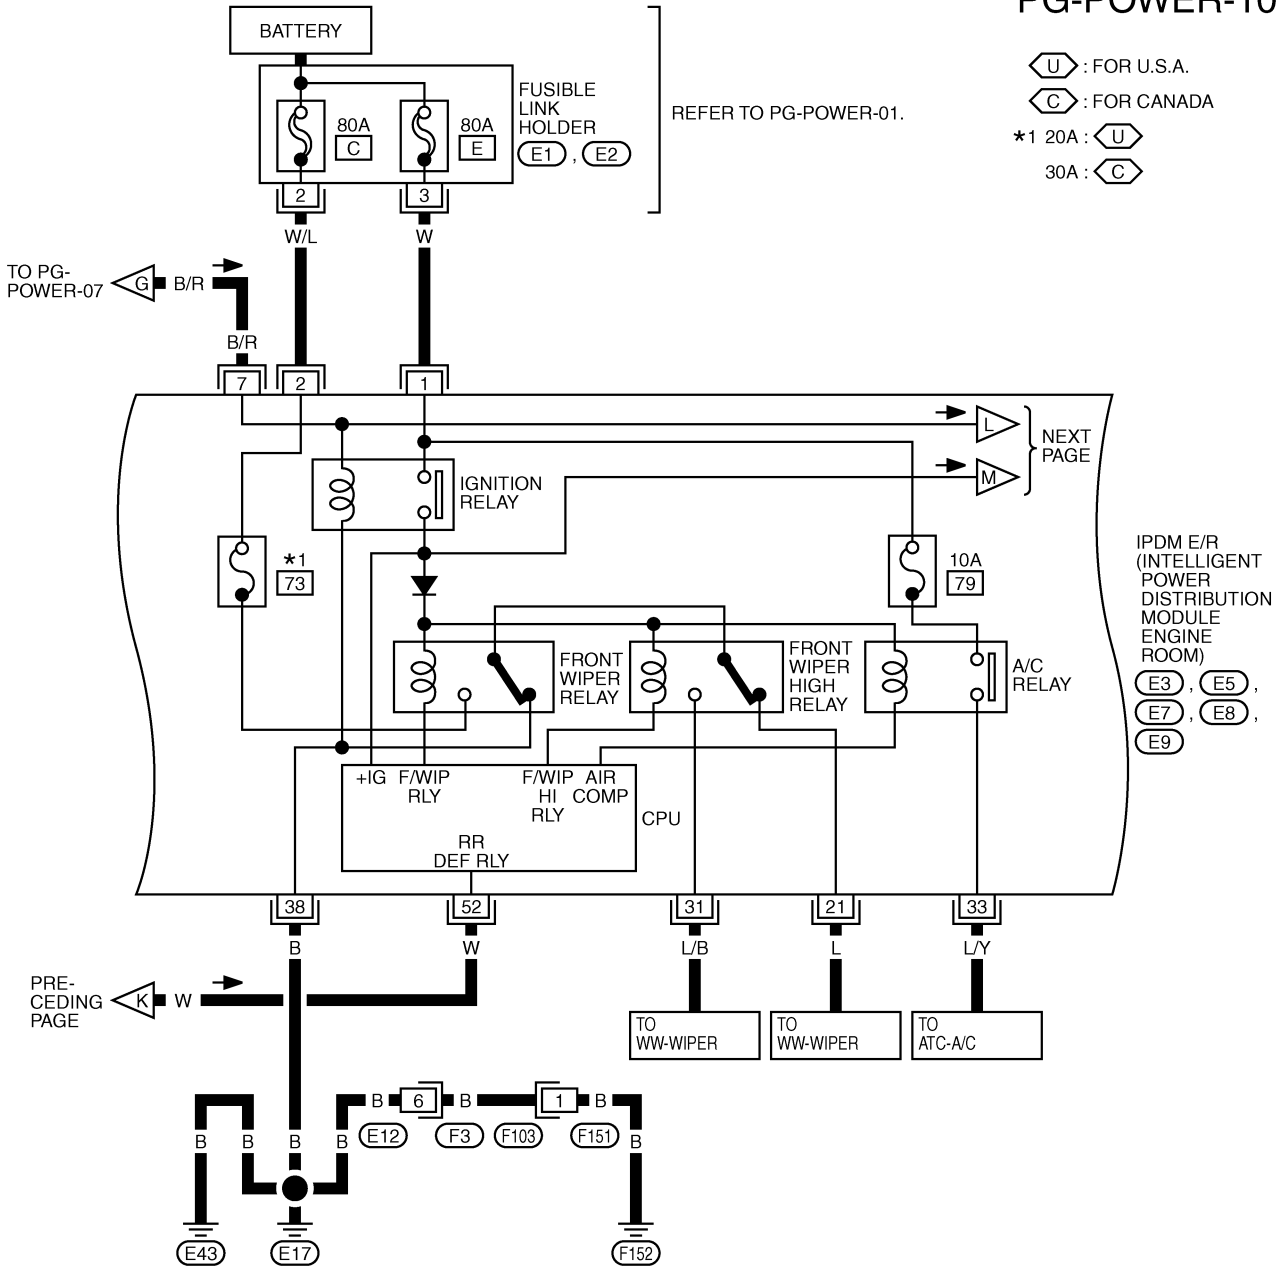 PG-POWER-10
BATTERY
U : FOR U.S.A.
C : FOR CANADA
*1 20A : U
30A : C
FUSIBLE
LINK
HOLDER
E1 , E2
80A
C
80A
E
REFER TO PG-POWER-01.
2
3
W/L
W
TO PG-
POWER-07
G
B/R
B/R
7
2
1
L
M
NEXT
PAGE
IGNITION
RELAY
*1
73
10A
79
IPDM E/R
(INTELLIGENT
POWER
DISTRIBUTION
MODULE
ENGINE
ROOM)
E3 , E5 ,
E7 , E8 ,
E9
FRONT
WIPER
RELAY
FRONT
WIPER
HIGH
RELAY
A/C
RELAY
+IG
F/WIP
RLY
F/WIP
HI
RLY
AIR
COMP
CPU
RR
DEF RLY
38
52
31
21
33
B
W
L/B
L
L/Y
PRE-
CEDING
PAGE
K
W
TO
WW-WIPER
TO
WW-WIPER
TO
ATC-A/C
B
6
B
1
B
E12
F3
F103
F151
B
B
B
B
B
E43
E17
F152